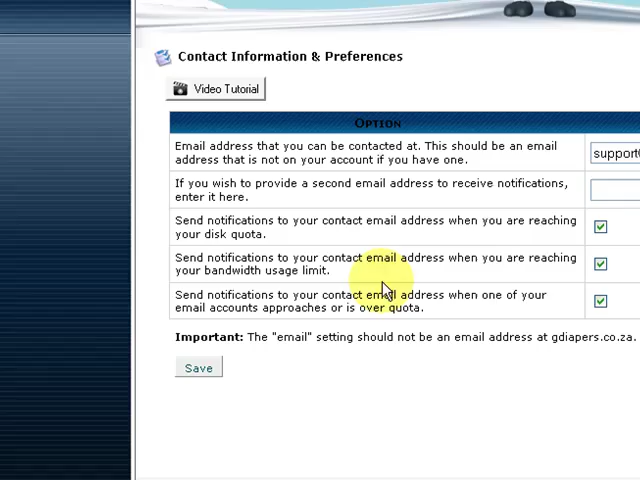 Contact Information & Preferences
Video Tutorial
Option
Email address that you can be contacted at. This should be an email
address that is not on your account if you have one.
support
If you wish to provide a second email address to receive notifications,
enter it here.
Send notifications to your contact email address when you are reaching
your disk quota.
Send notifications to your contact email address when you are reaching
your bandwidth usage limit.
Send notifications to your contact email address when one of your
email accounts approaches or is over quota.
Important: The "email" setting should not be an email address at gdiapers.co.za.
Save